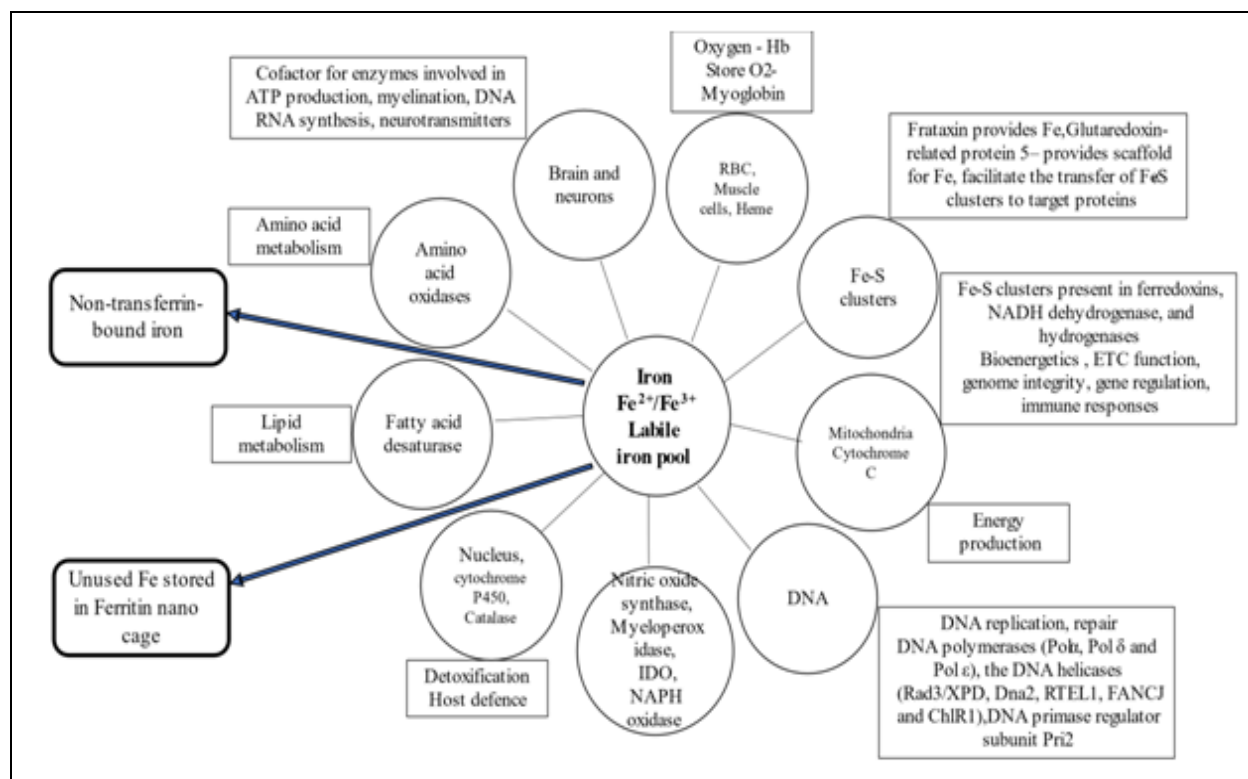 Oxygen - Hb
Store O2-
Myoglobin
Cofactor for enzymes involved in
ATP production, myelination, DNA
RNA synthesis, neurotransmitters
Brain and
neurons
RBC,
Muscle
cells, Heme
Frataxin provides Fe,Glutaredoxin-
related protein 5– provides scaffold
for Fe, facilitate the transfer of FeS
clusters to target proteins
Amino acid
metabolism
Amino
acid
oxidases
Fe-S
clusters
Non-transferrin-
bound iron
Fe-S clusters present in ferredoxins,
NADH dehydrogenase, and
hydrogenases
Bioenergetics , ETC function,
genome integrity, gene regulation,
immune responses
Iron
Fe²⁺/Fe³⁺
Labile
iron pool
Lipid
metabolism
Fatty acid
desaturase
Mitochondria
Cytochrome
C
Energy
production
Unused Fe stored
in Ferritin nano
cage
Nucleus,
cytochrome
P450,
Catalase
Detoxification
Host defence
Nitric oxide
synthase,
Myeloperox
idase,
IDO,
NAPH
oxidase
DNA
DNA replication, repair
DNA polymerases (Polα, Pol δ and
Pol ε), the DNA helicases
(Rad3/XPD, Dna2, RTEL1, FANCJ
and ChlR1),DNA primase regulator
subunit Pri2